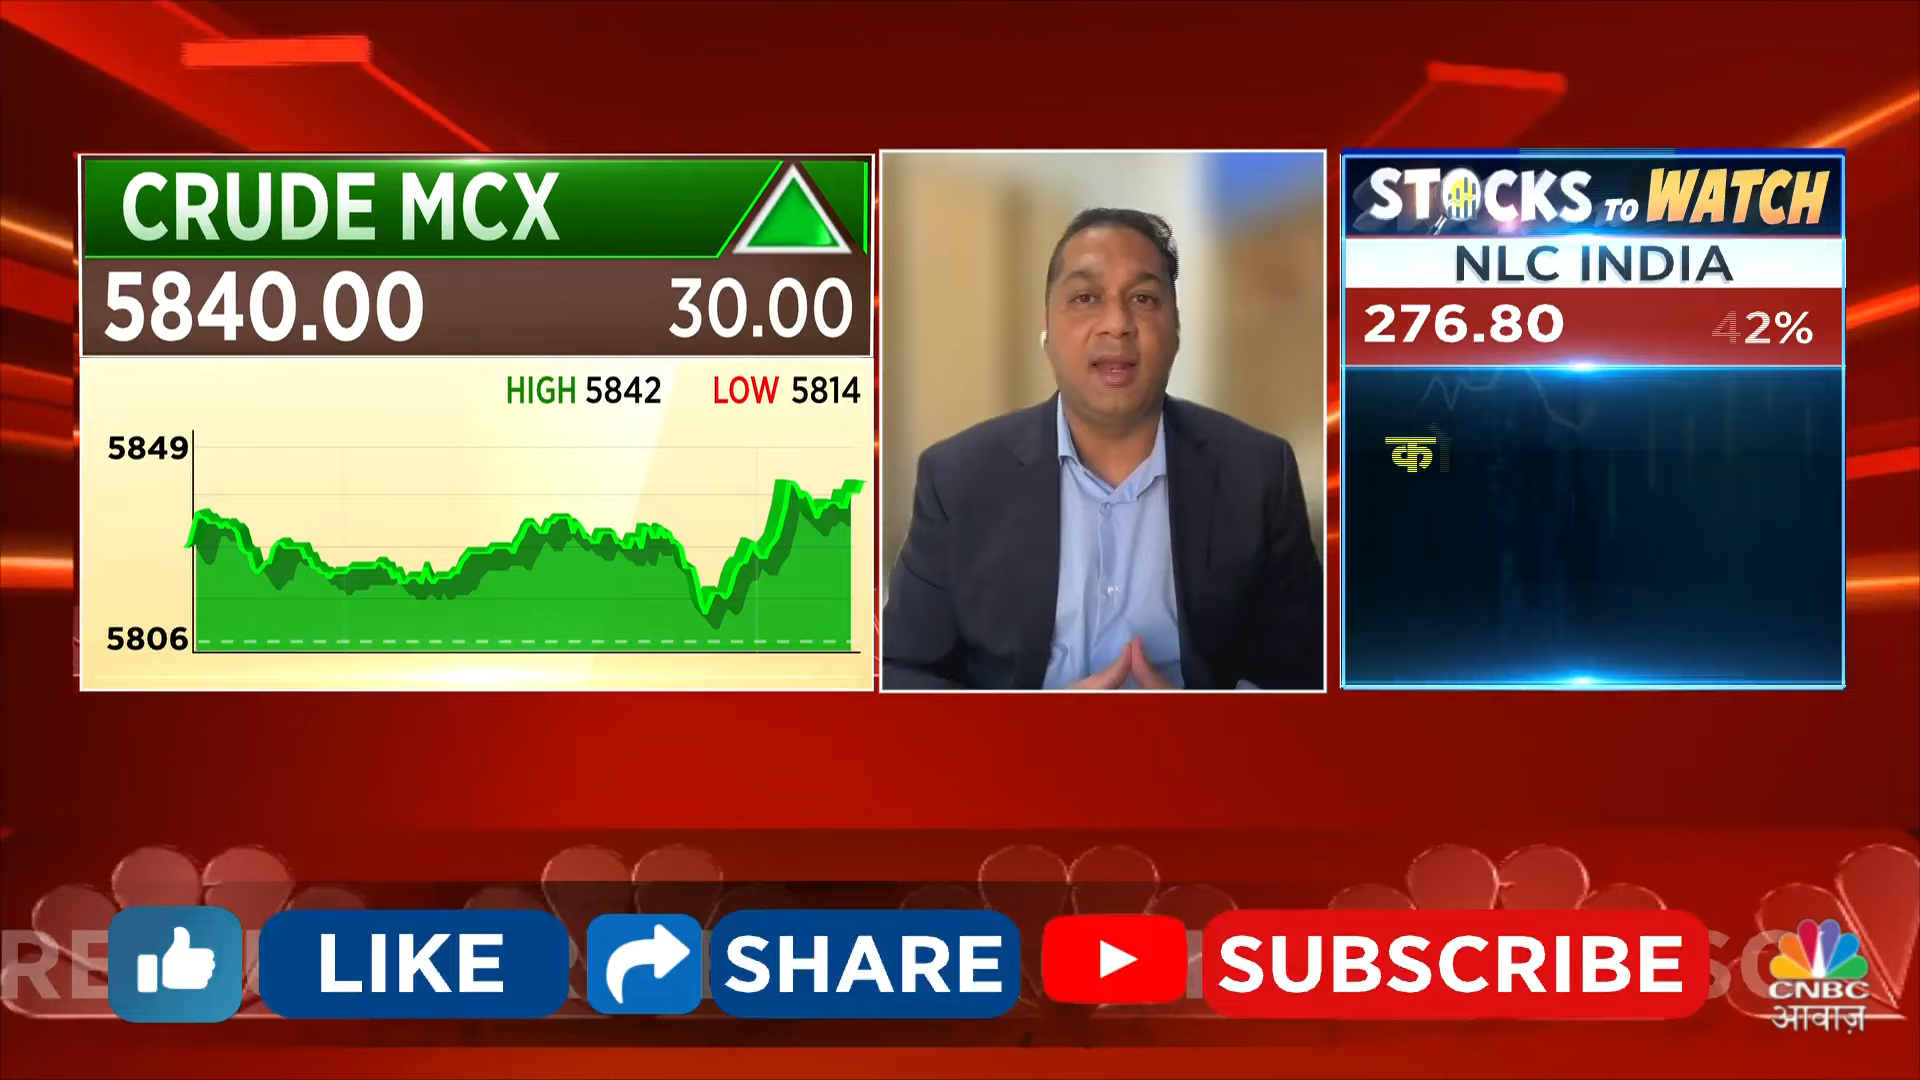 CRUDE MCX
5840.00 30.00
HIGH 5842 LOW 5814
5849
5806
STOCKS TO WATCH
NLC INDIA
276.80 42%
LIKE SHARE SUBSCRIBE
CNBC
आवाज़